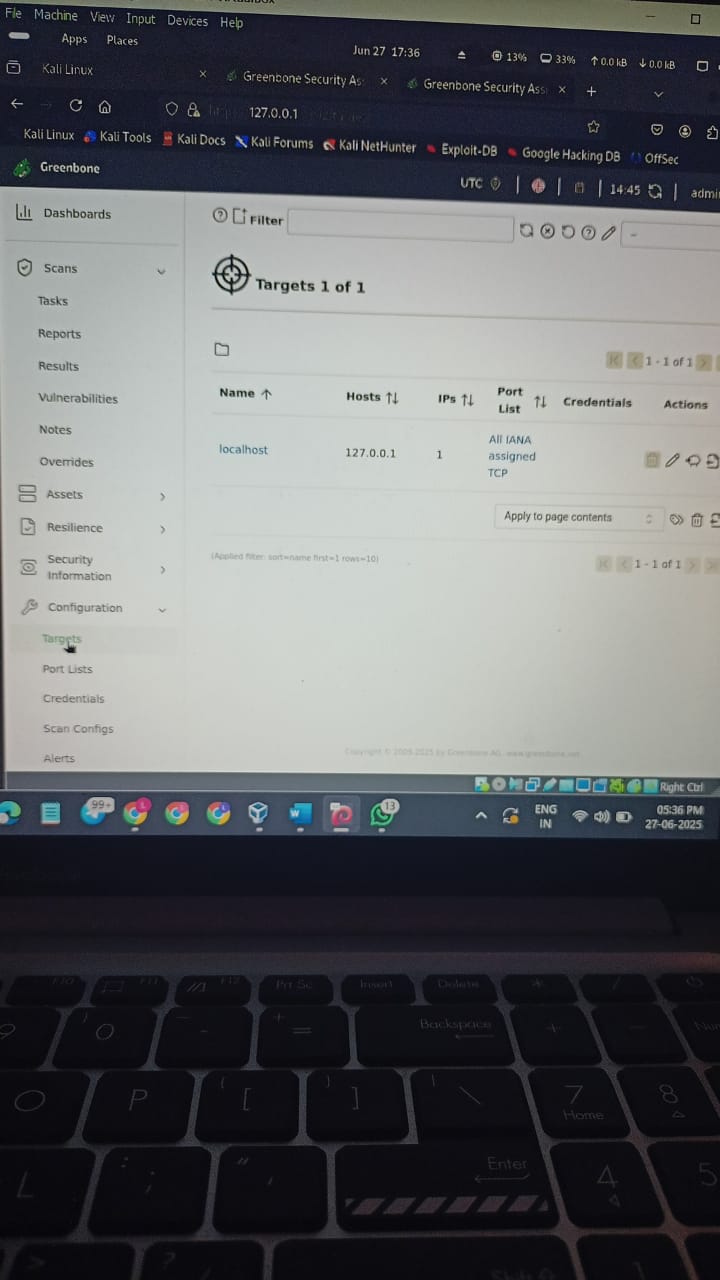 File Machine View Input Devices Help
Apps Places
Jun 27 17:36
13% 33% 0.0 kB 0.0 kB
Kali Linux
Greenbone Security As
Greenbone Security Ass
127.0.0.1
Kali Linux Kali Tools Kali Docs Kali Forums Kali NetHunter Exploit-DB Google Hacking DB OffSec
Greenbone
UTC 14:45 admi
Dashboards
Scans
Tasks
Reports
Results
Vulnerabilities
Notes
Overrides
Assets
Resilience
Security
Information
Configuration
Targets
Port Lists
Credentials
Scan Configs
Alerts
Filter
--
Targets 1 of 1
1 - 1 of 1
Name Hosts IPs Port List Credentials Actions
localhost 127.0.0.1 1 All IANA
assigned
TCP
Apply to page contents
(Applied filter: sort=name first=1 rows=10)
1 - 1 of 1
Copyright © 2009-2025 by Greenbone AG, www.greenbone.net
Right Ctrl
99+
13
ENG
IN
05:36 PM
27-06-2025
F10 F11 F12 Prt Sc Insert Delete * /
) O _ - + = Backspace + - Nu
O P { [ } ] | \ 7 Home 8
L : ; " ' Enter 4 5
> ?